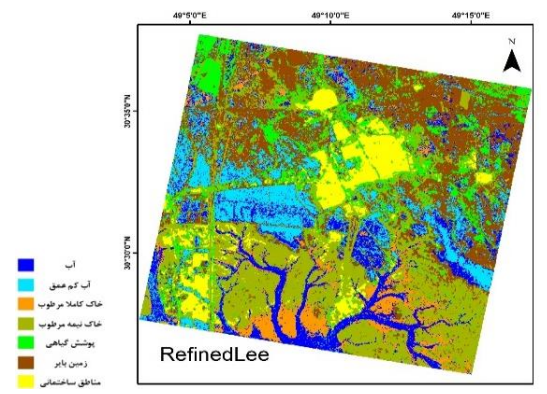 49°5'0"E 49°10'0"E 49°15'0"E
N
30°35'0"N
30°30'0"N
آب
آب کم عمق
خاک کاملا مرطوب
خاک نیمه مرطوب
پوشش گیاهی
زمین بایر
مناطق ساختمانی
RefinedLee